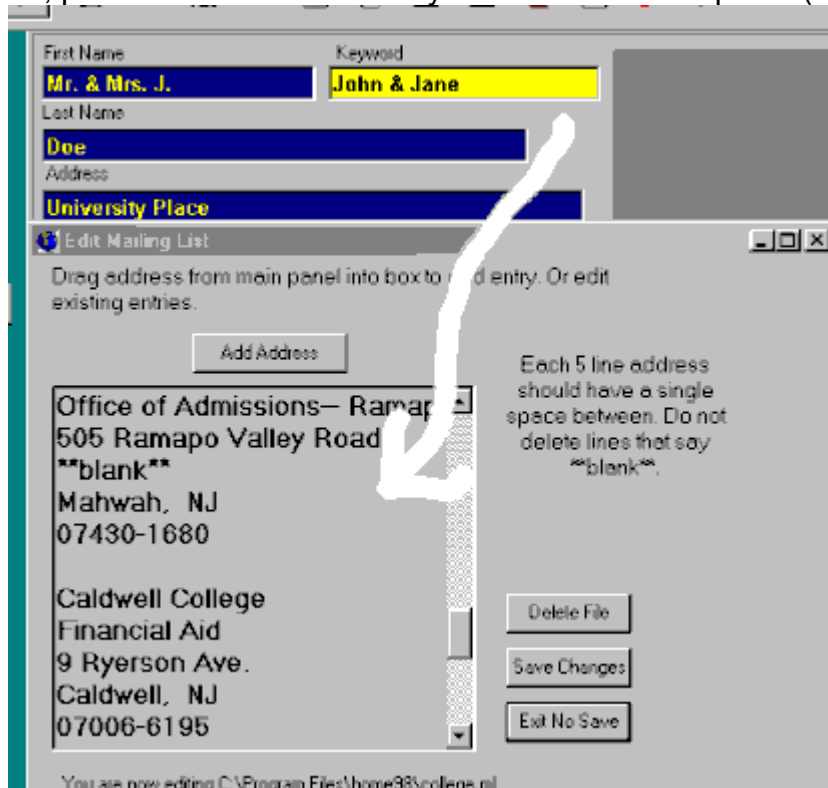 First Name Keyword
Mr. & Mrs. J. John & Jane
Last Name
Doe
Address
University Place
Edit Mailing List
Drag address from main panel into box to entry. Or edit
existing entries.
Add Address
Each 5 line address
should have a single
space between. Do not
delete lines that say
**blank**.
Office of Admissions— Ramap
505 Ramapo Valley Road
**blank**
Mahwah, NJ
07430-1680
Caldwell College
Financial Aid
9 Ryerson Ave.
Caldwell, NJ
07006-6195
Delete File
Save Changes
Exit No Save
You are now editing C:\Program Files\home98\college.ml